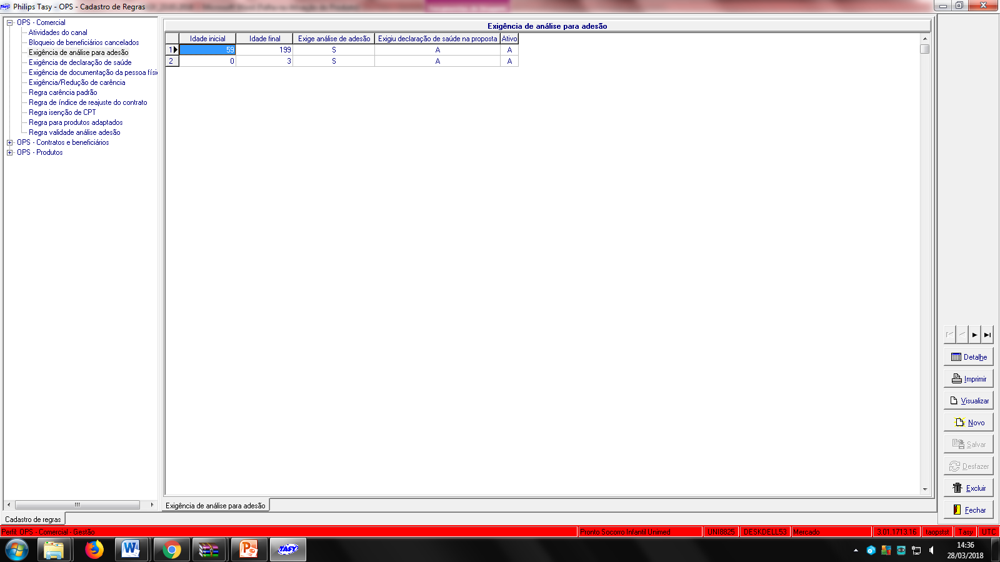 Philips Tasy - OPS - Cadastro de Regras
OPS - Comercial
Atividades do canal
Bloqueio de beneficiários cancelados
Exigência de análise para adesão
Exigência de declaração de saúde
Exigência de documentação da pessoa físi
Exigência/Redução de carência
Regra carência padrão
Regra de índice de reajuste do contrato
Regra isenção de CPT
Regra para produtos adaptados
Regra validade análise adesão
OPS - Contratos e beneficiários
OPS - Produtos
Cadastro de regras
Exigência de análise para adesão
Idade inicial Idade final Exige análise de adesão Exigiu declaração de saúde na proposta Ativo
1 59 199 S A A
2 0 3 S A A
Exigência de análise para adesão
Detalhe
Imprimir
Visualizar
Novo
Salvar
Desfazer
Excluir
Fechar
Perfil: OPS - Comercial - Gestão Pronto Socorro Infantil Unimed UNI8825 DESKDELL53 Mercado 3.01.1713.16 taopstst Tasy UTC
TASY
14:36
28/03/2018